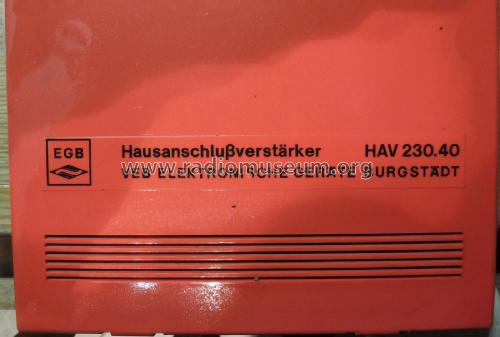 EGB
Hausanschlußverstärker HAV 230.40
www.radiomuseum.org
VEB ELEKTRONISCHE GERÄTE BURGSTÄDT